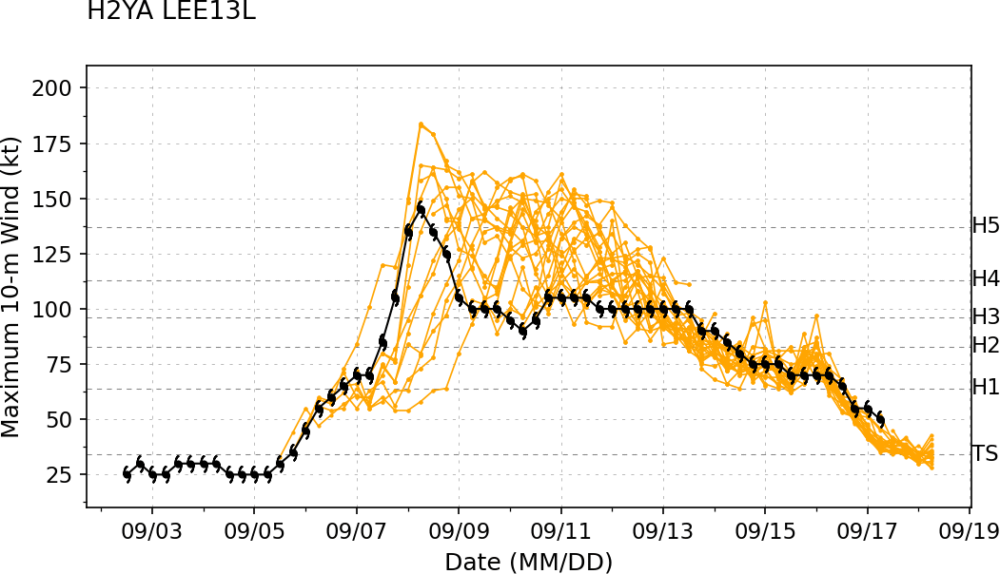 H2YA LEE13L
200
175
150
125
100
75
50
25
Maximum 10-m Wind (kt)
H5
H4
H3
H2
H1
TS
09/03 09/05 09/07 09/09 09/11 09/13 09/15 09/17 09/19
Date (MM/DD)